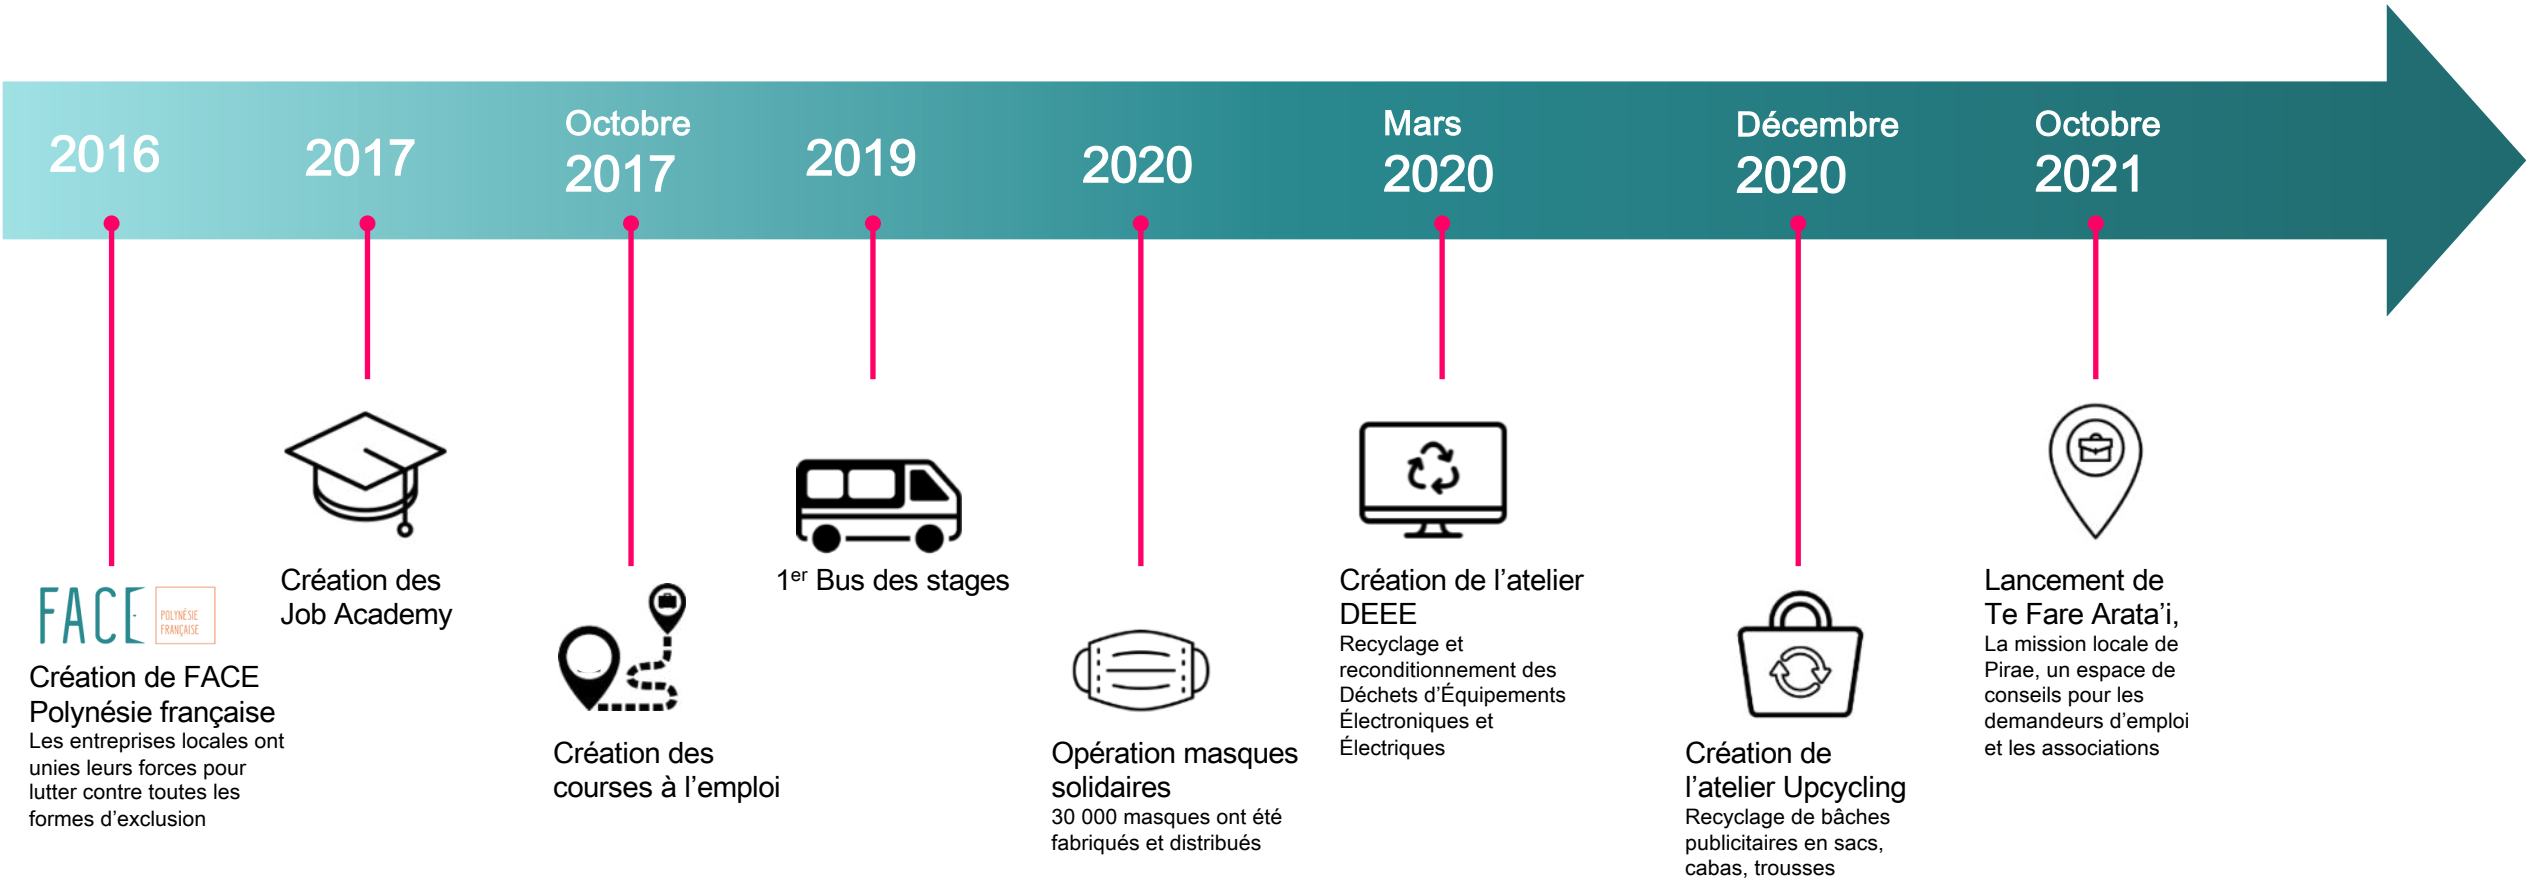 2016
2017
Octobre
2017
2019
2020
Mars
2020
Décembre
2020
Octobre
2021
FACE
POLYNÉSIE
FRANÇAISE
Création de FACE
Polynésie française
Les entreprises locales ont
unies leurs forces pour
lutter contre toutes les
formes d’exclusion
Création des
Job Academy
Création des
courses à l’emploi
1er Bus des stages
Opération masques
solidaires
30 000 masques ont été
fabriqués et distribués
Création de l’atelier
DEEE
Recyclage et
reconditionnement des
Déchets d’Équipements
Électroniques et
Électriques
Création de
l’atelier Upcycling
Recyclage de bâches
publicitaires en sacs,
cabas, trousses
Lancement de
Te Fare Arata’i,
La mission locale de
Pirae, un espace de
conseils pour les
demandeurs d’emploi
et les associations